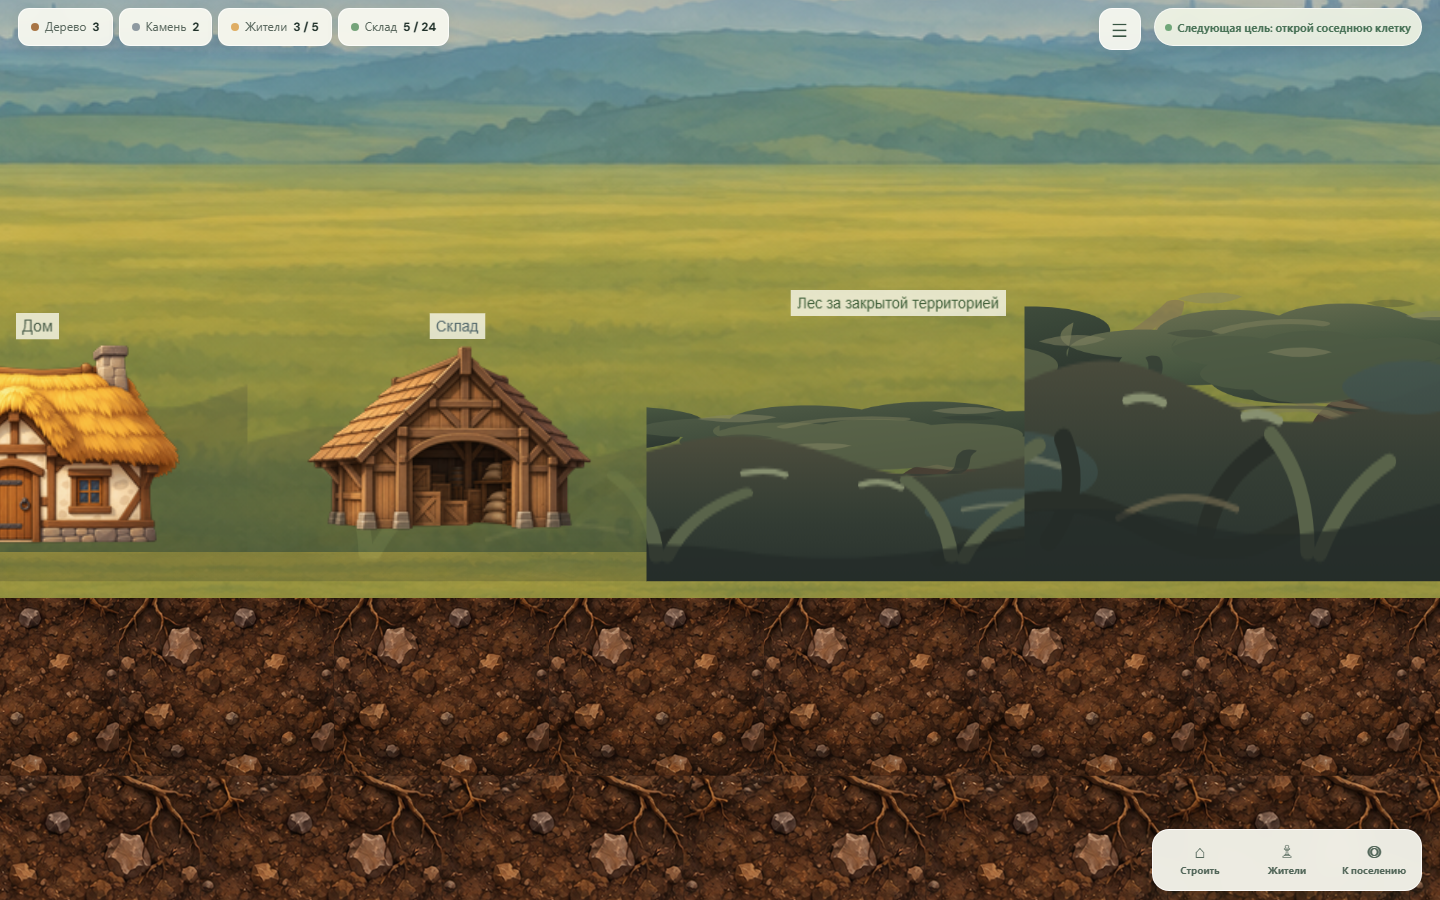 Дерево 3
Камень 2
Жители 3 / 5
Склад 5 / 24
Следующая цель: открой соседнюю клетку
Лес за закрытой территорией
Дом
Склад
Строить
Жители
К поселению